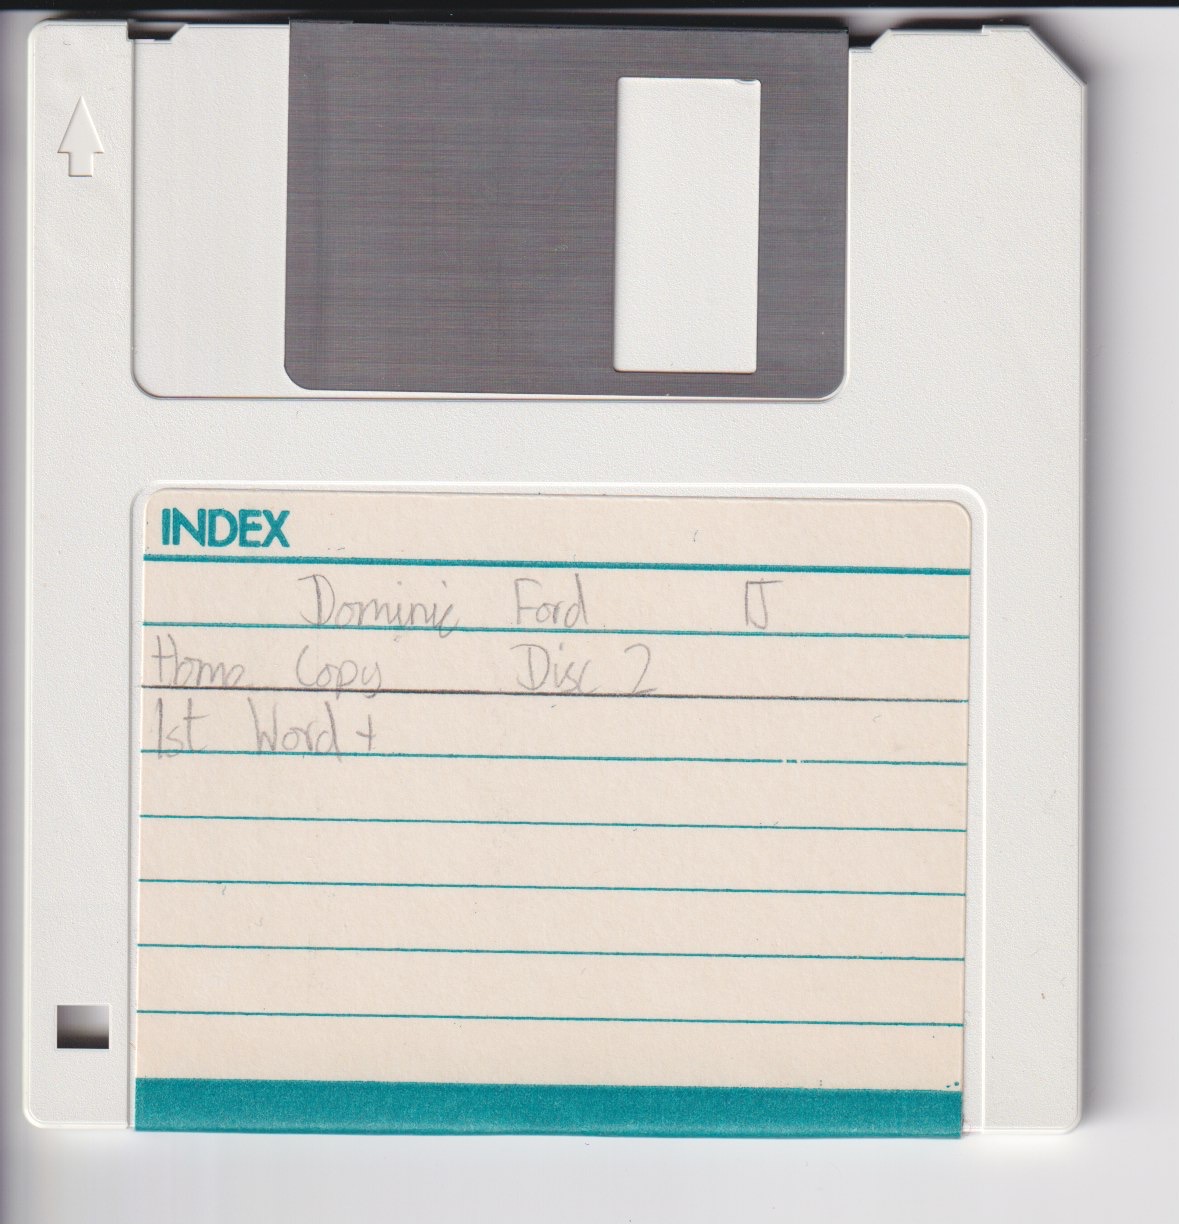 INDEX
Dominic Ford IJ
Home Copy Disc 2
1st Word+